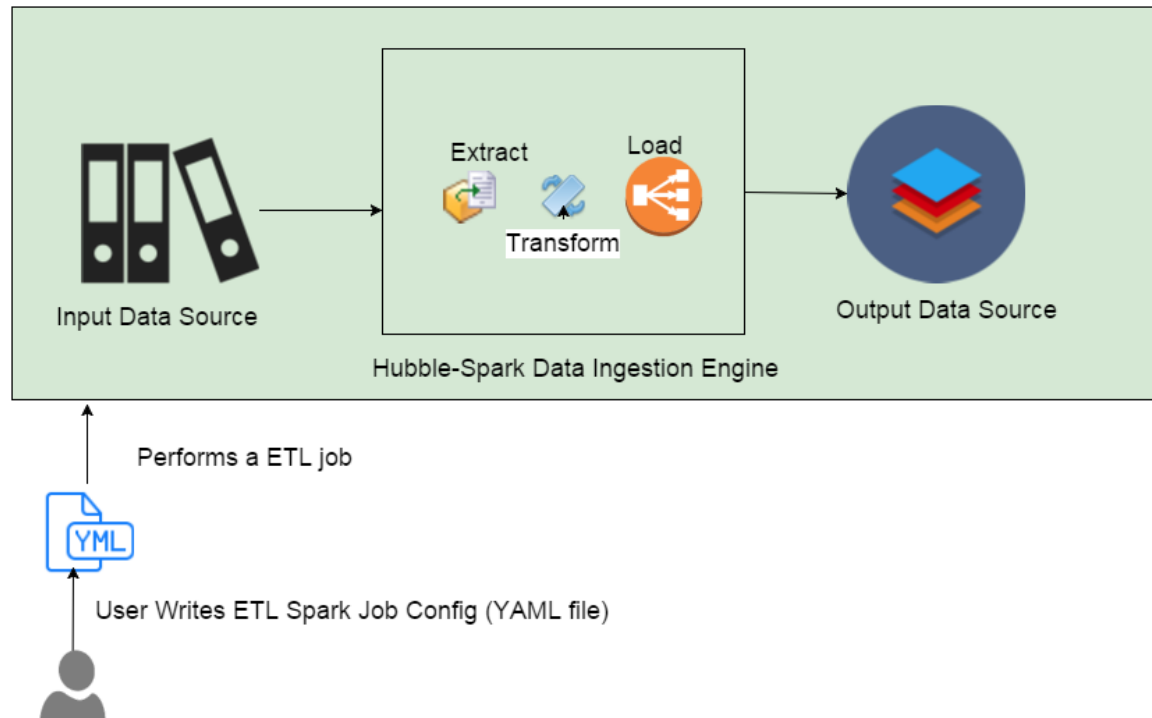 Extract
Load
Transform
Input Data Source
Output Data Source
Hubble-Spark Data Ingestion Engine
Performs a ETL job
YML
User Writes ETL Spark Job Config (YAML file)